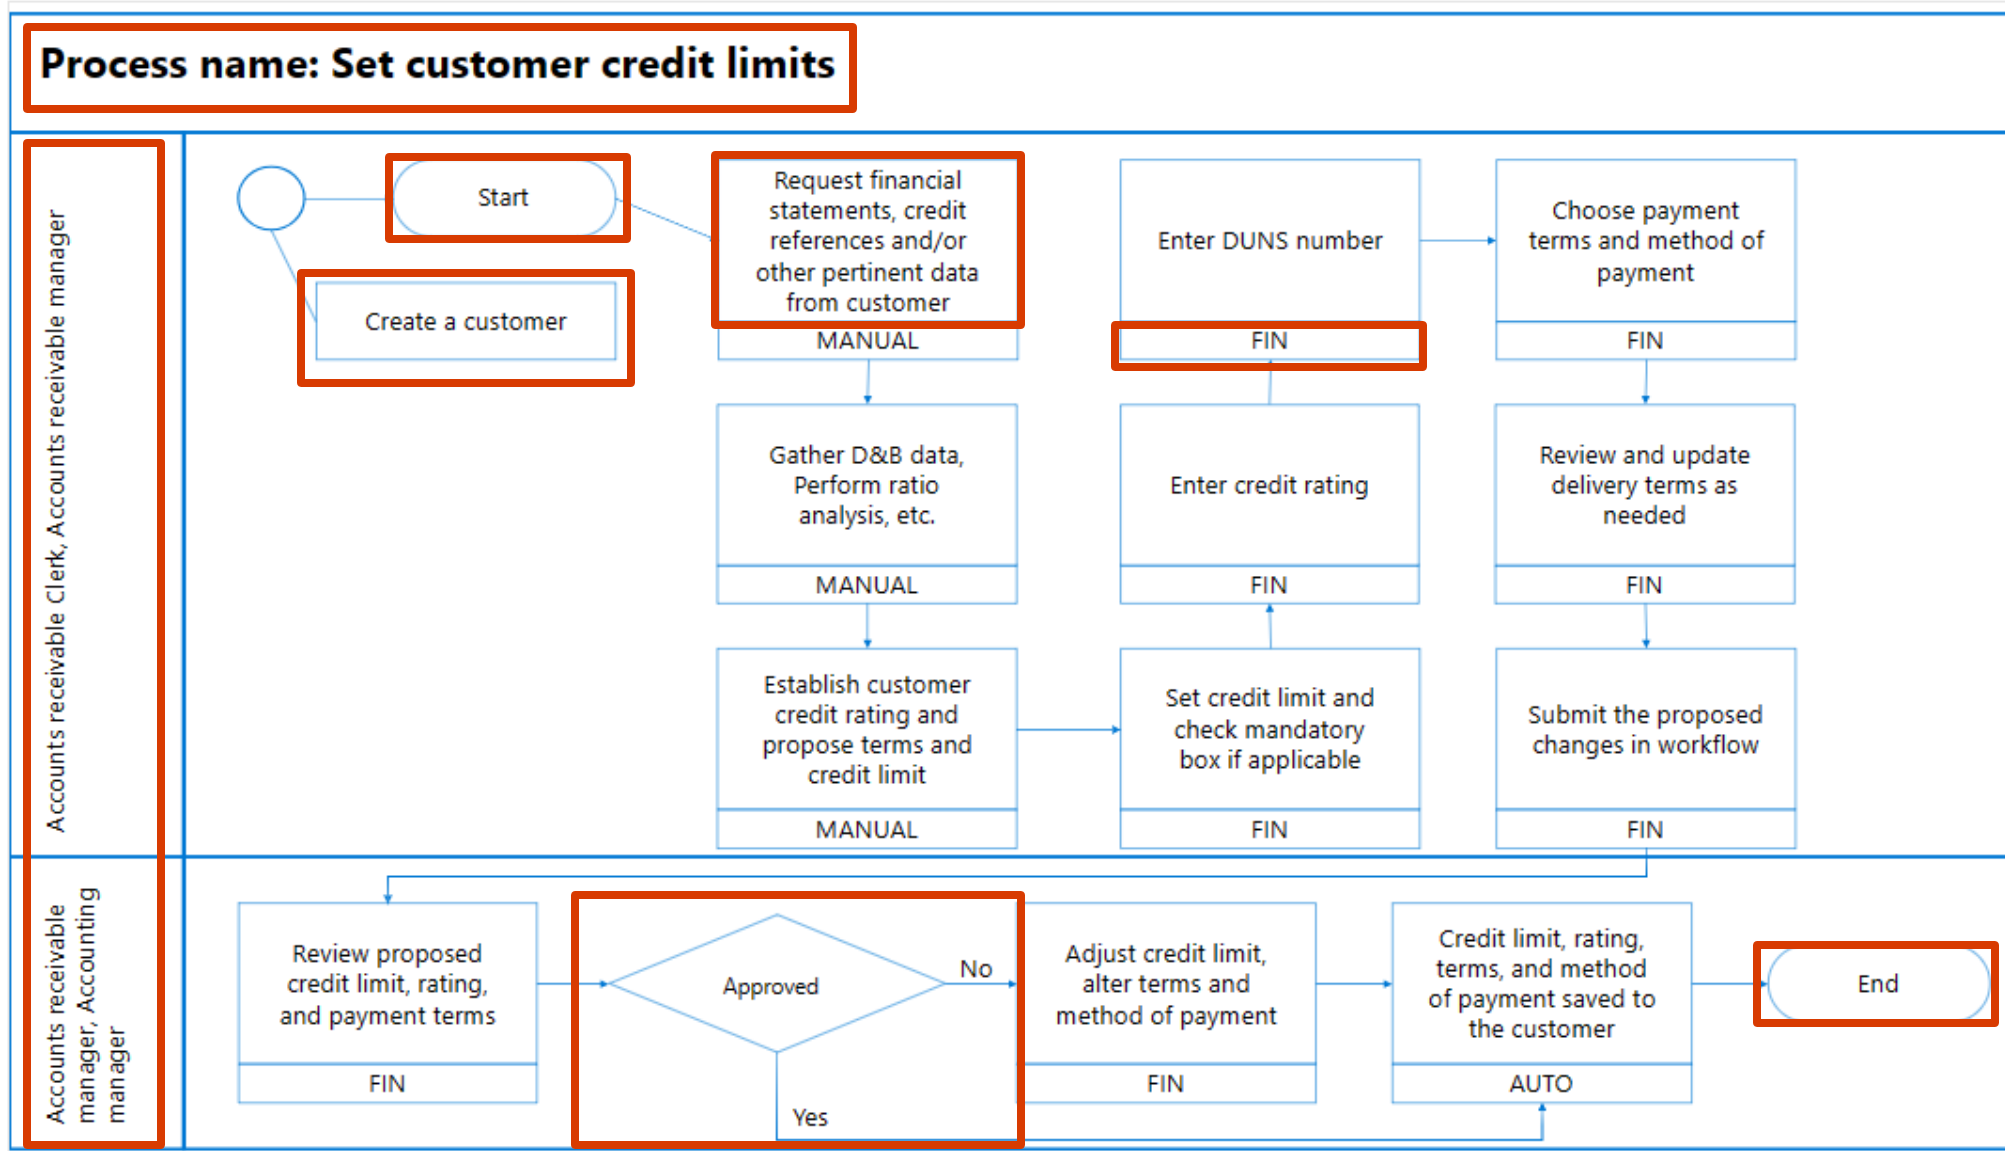 Process name: Set customer credit limits
Accounts receivable Clerk, Accounts receivable manager
Start
Create a customer
Request financial
statements, credit
references and/or
other pertinent data
from customer
MANUAL
Gather D&B data,
Perform ratio
analysis, etc.
MANUAL
Establish customer
credit rating and
propose terms and
credit limit
MANUAL
Set credit limit and
check mandatory
box if applicable
FIN
Enter credit rating
FIN
Enter DUNS number
FIN
Choose payment
terms and method of
payment
FIN
Review and update
delivery terms as
needed
FIN
Submit the proposed
changes in workflow
FIN
Accounts receivable
manager, Accounting
manager
Review proposed
credit limit, rating,
and payment terms
FIN
Approved
No
Yes
Adjust credit limit,
alter terms and
method of payment
FIN
Credit limit, rating,
terms, and method
of payment saved to
the customer
AUTO
End